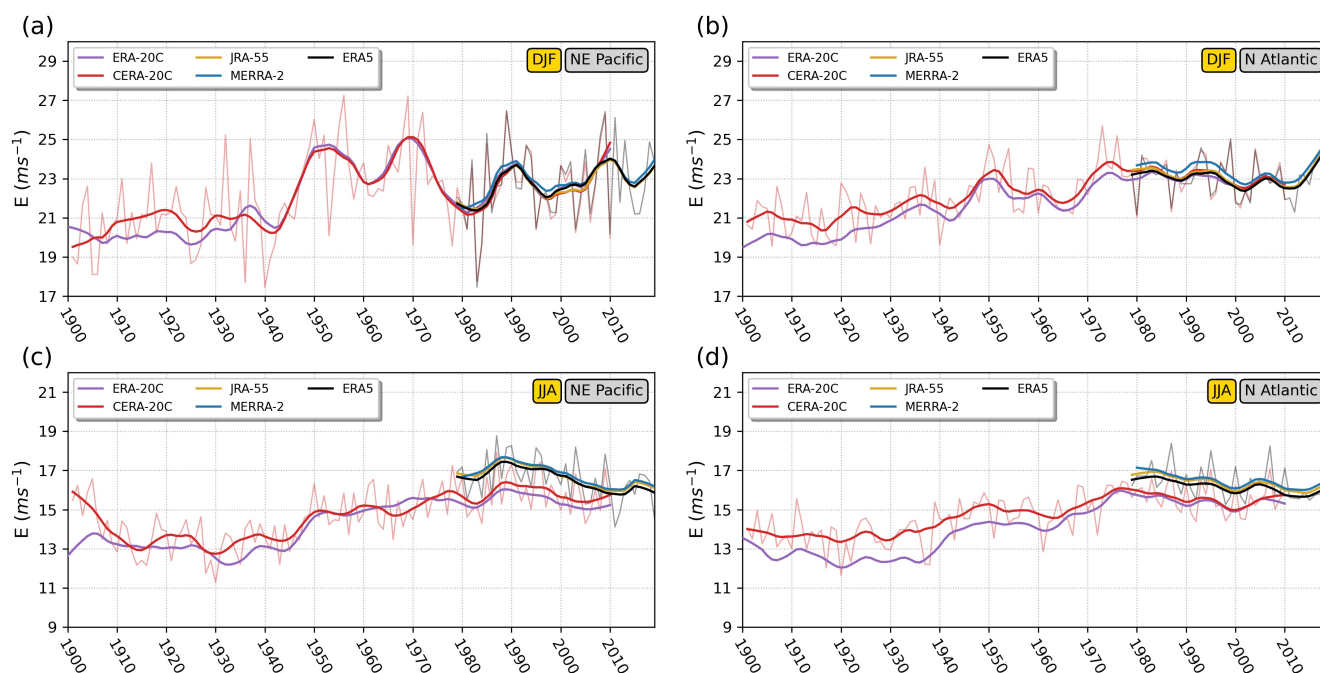 (a)
ERA-20C JRA-55 ERA5
CERA-20C MERRA-2
DJF NE Pacific
E (ms⁻¹)
29
27
25
23
21
19
17
1900 1910 1920 1930 1940 1950 1960 1970 1980 1990 2000 2010
(b)
ERA-20C JRA-55 ERA5
CERA-20C MERRA-2
DJF N Atlantic
E (ms⁻¹)
29
27
25
23
21
19
17
1900 1910 1920 1930 1940 1950 1960 1970 1980 1990 2000 2010
(c)
ERA-20C JRA-55 ERA5
CERA-20C MERRA-2
JJA NE Pacific
E (ms⁻¹)
21
19
17
15
13
11
9
1900 1910 1920 1930 1940 1950 1960 1970 1980 1990 2000 2010
(d)
ERA-20C JRA-55 ERA5
CERA-20C MERRA-2
JJA N Atlantic
E (ms⁻¹)
21
19
17
15
13
11
9
1900 1910 1920 1930 1940 1950 1960 1970 1980 1990 2000 2010